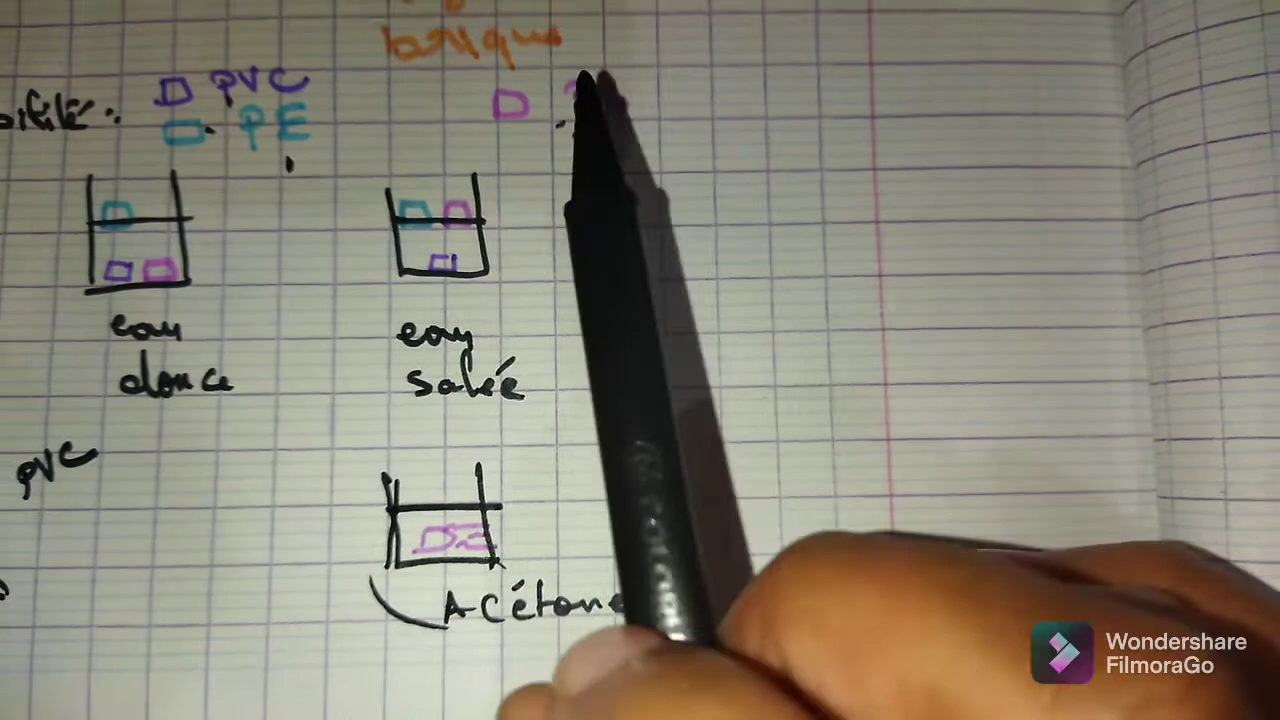 PVC
PE
eau
douce
eau
salée
PVC
Acétone
Wondershare
FilmoraGo